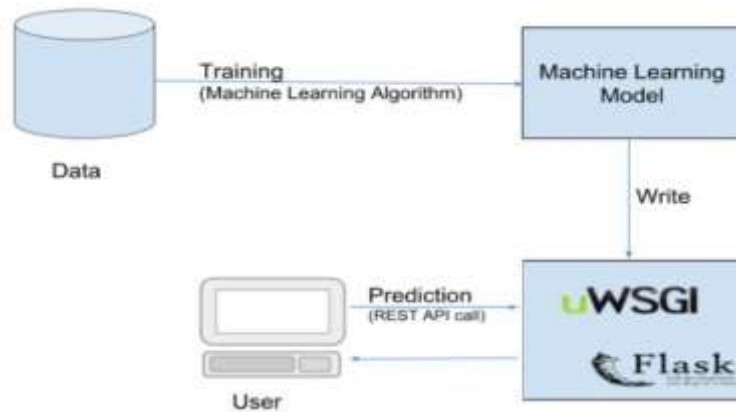 Training
(Machine Learning Algorithm)
Machine Learning
Model
Data
Write
Prediction
(REST API call)
uWSGI
Flask
User